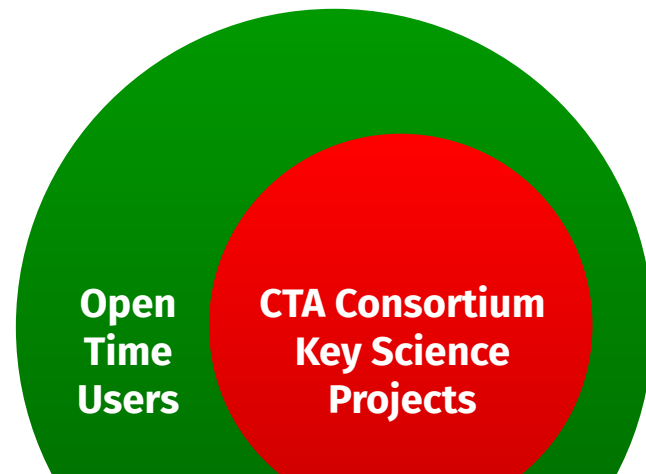 Open
Time
Users
CTA Consortium
Key Science
Projects